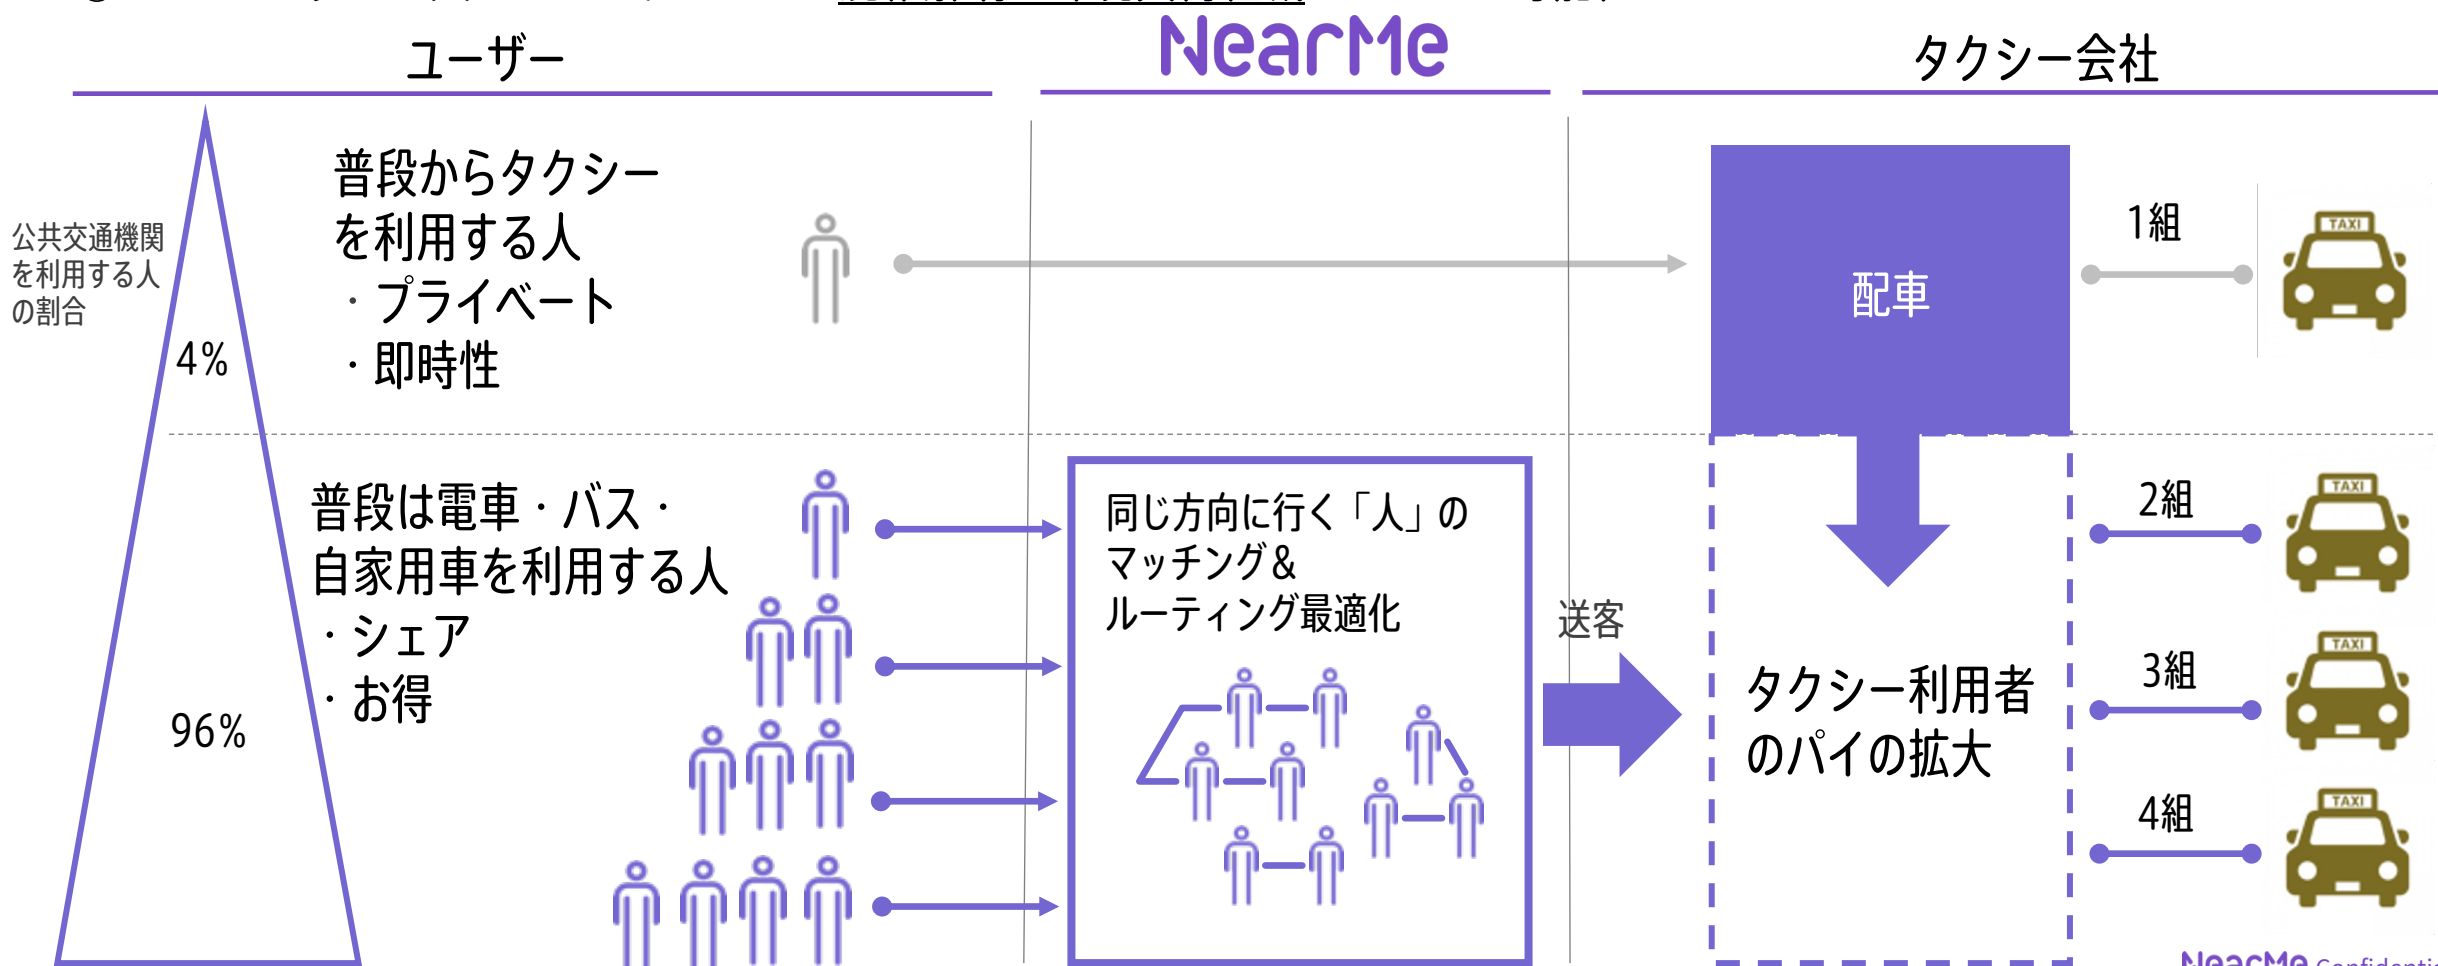 ユーザー
NearMe
タクシー会社
公共交通機関
を利用する人
の割合
4%
普段からタクシー
を利用する人
・プライベート
・即時性
配車
1組
TAXI
96%
普段は電車・バス・
自家用車を利用する人
・シェア
・お得
同じ方向に行く「人」の
マッチング＆
ルーティング最適化
送客
タクシー利用者
のパイの拡大
2組
TAXI
3組
TAXI
4組
TAXI
NearMe